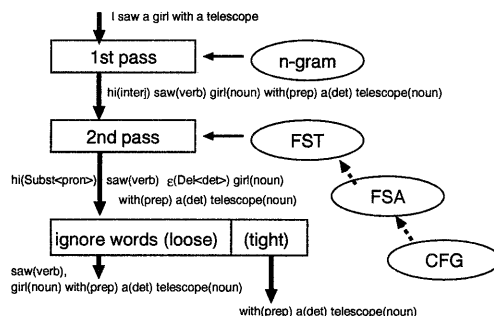 I saw a girl with a telescope
1st pass
n-gram
hi(interj) saw(verb) girl(noun) with(prep) a(det) telescope(noun)
2nd pass
FST
hi(Subst<pron>) saw(verb) ε(Del<det>) girl(noun)
with(prep) a(det) telescope(noun)
FSA
ignore words (loose) (tight)
CFG
saw(verb),
girl(noun) with(prep) a(det) telescope(noun)
with(prep) a(det) telescope(noun)